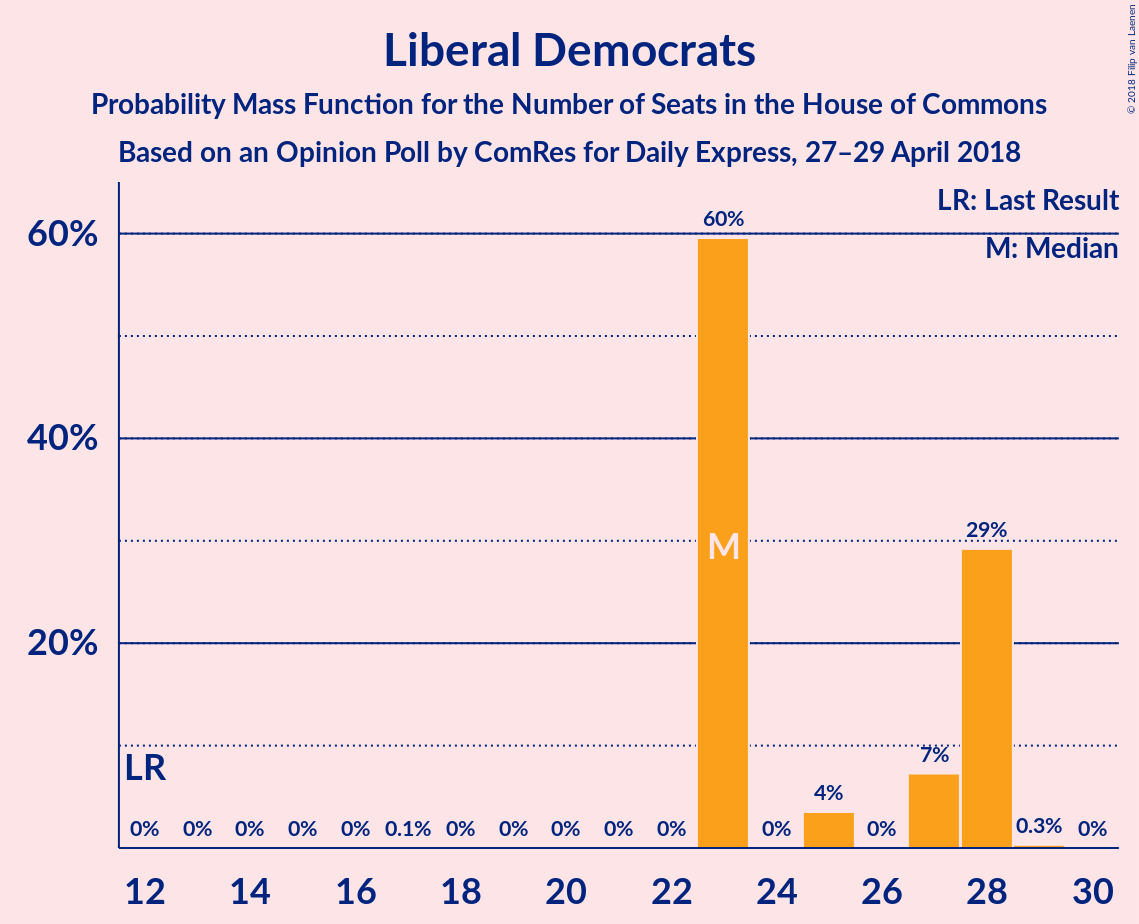 Liberal Democrats
Probability Mass Function for the Number of Seats in the House of Commons
Based on an Opinion Poll by ComRes for Daily Express, 27–29 April 2018
© 2018 Filip van Laenen
LR: Last Result
M: Median
60%
40%
20%
60%
M
29%
7%
4%
LR
0% 0% 0% 0% 0% 0.1% 0% 0% 0% 0% 0% 0% 0% 0.3% 0%
12 14 16 18 20 22 24 26 28 30